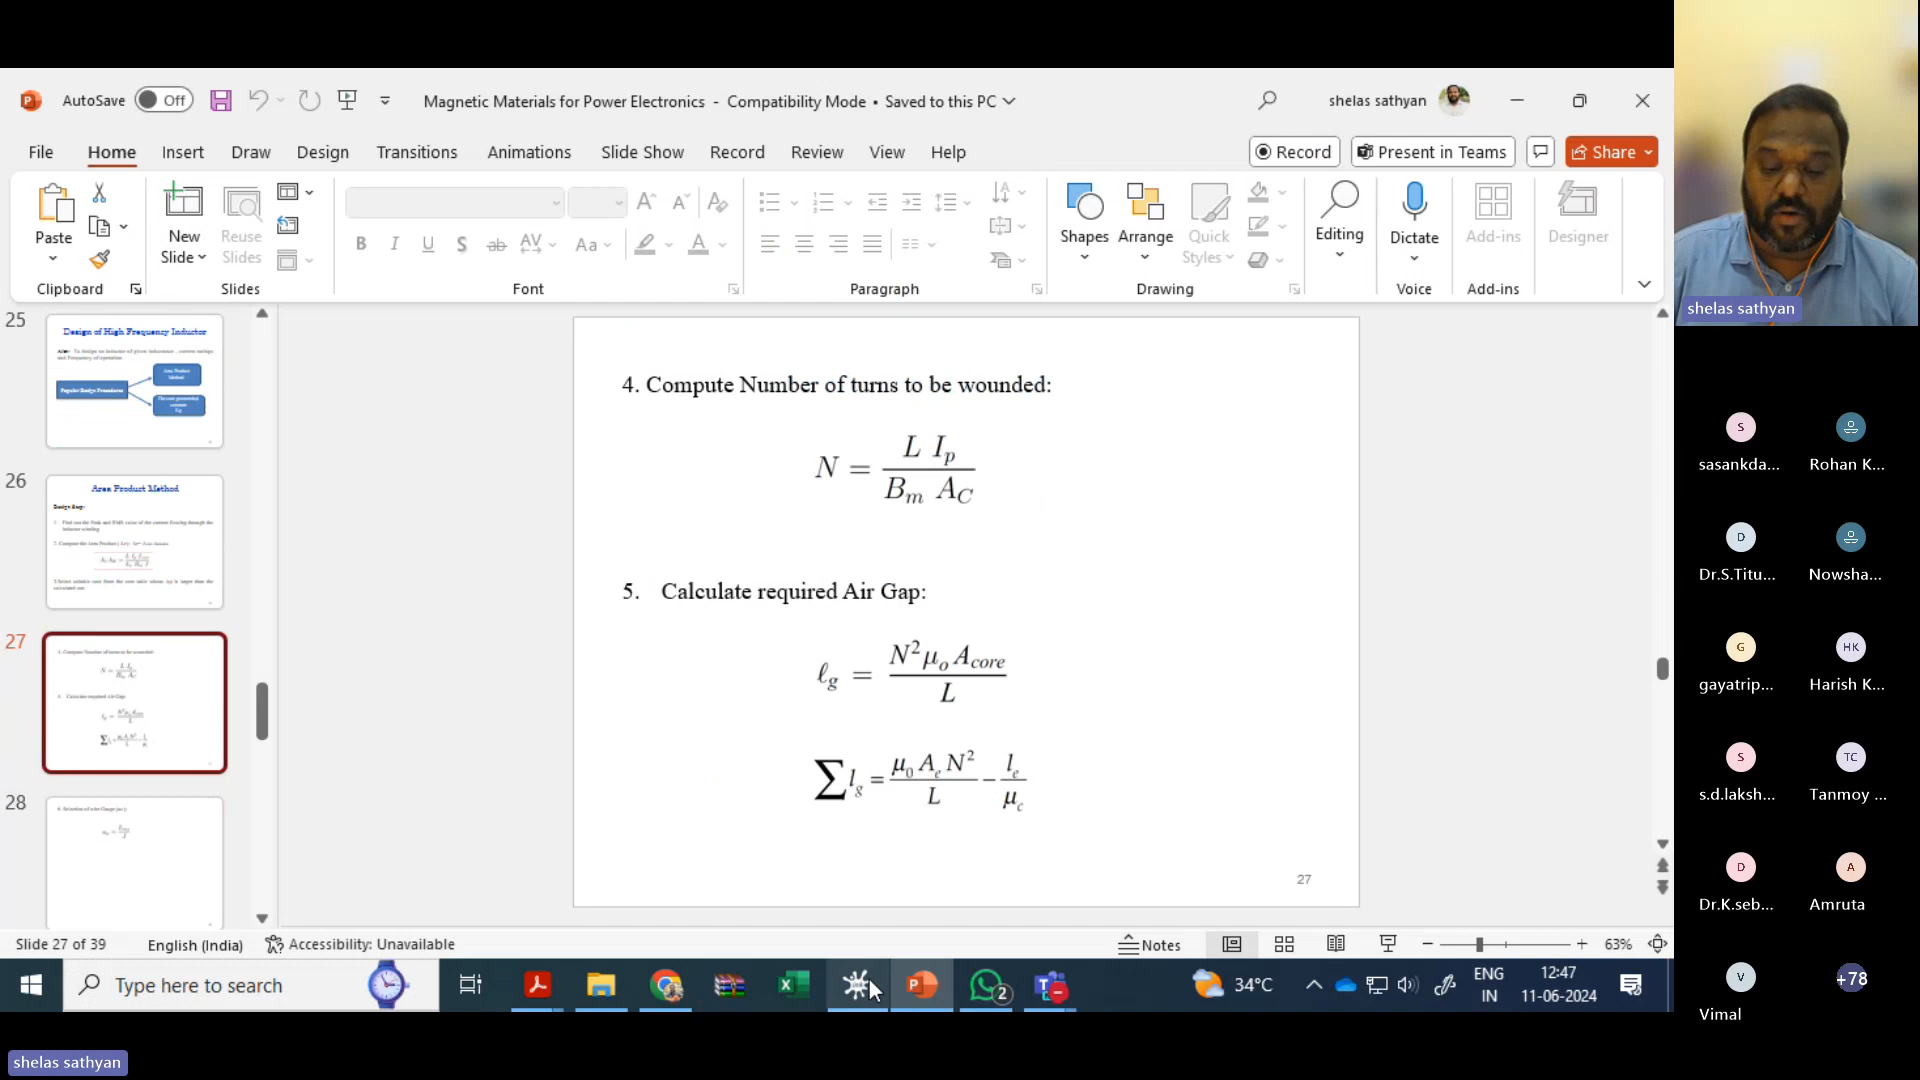 AutoSave Off
Magnetic Materials for Power Electronics - Compatibility Mode • Saved to this PC
shelas sathyan
File Home Insert Draw Design Transitions Animations Slide Show Record Review View Help
Record Present in Teams Share
Paste
New Slide
Reuse Slides
B I U S ab AV Aa A
Shapes Arrange Quick Styles
Editing Dictate Add-ins Designer
Clipboard Slides Font Paragraph Drawing Voice Add-ins
shelas sathyan
25
Design of High Frequency Inductor
26
Area Product Method
27
28
4. Compute Number of turns to be wounded:
N = L I_p / B_m A_C
5. Calculate required Air Gap:
ℓ_g = N² μ_o A_core / L
∑ l_g = μ_0 A_e N² / L − l_e / μ_c
27
S D G S D V
HK TC A
sasankda... Rohan K...
Dr.S.Titu... Nowsha...
gayatrip... Harish K...
s.d.laksh... Tanmoy ...
Dr.K.seb... Amruta
Vimal +78
Slide 27 of 39 English (India) Accessibility: Unavailable Notes 63%
Type here to search
2
34°C
ENG
IN
12:47
11-06-2024
shelas sathyan